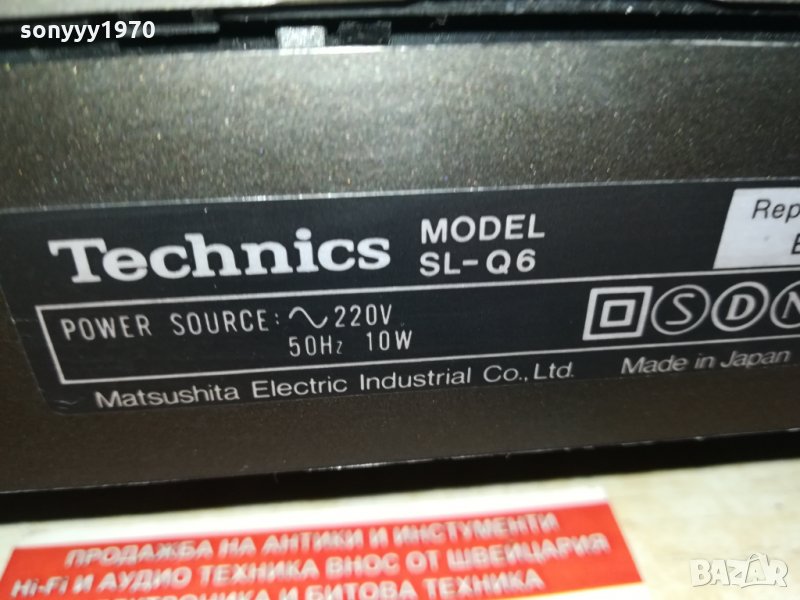 sonyyy1970
Technics
MODEL
SL-Q6
Rep
POWER SOURCE: ∿ 220V
50Hz 10W
S D N
Matsushita Electric Industrial Co., Ltd. Made in Japan
ПРОДАЖБА НА АНТИКИ И ИНСТУМЕНТИ
Hi-Fi И АУДИО ТЕХНИКА ВНОС ОТ ШВЕЙЦАРИЯ
И БИТОВА ТЕХНИКА
BAZAR